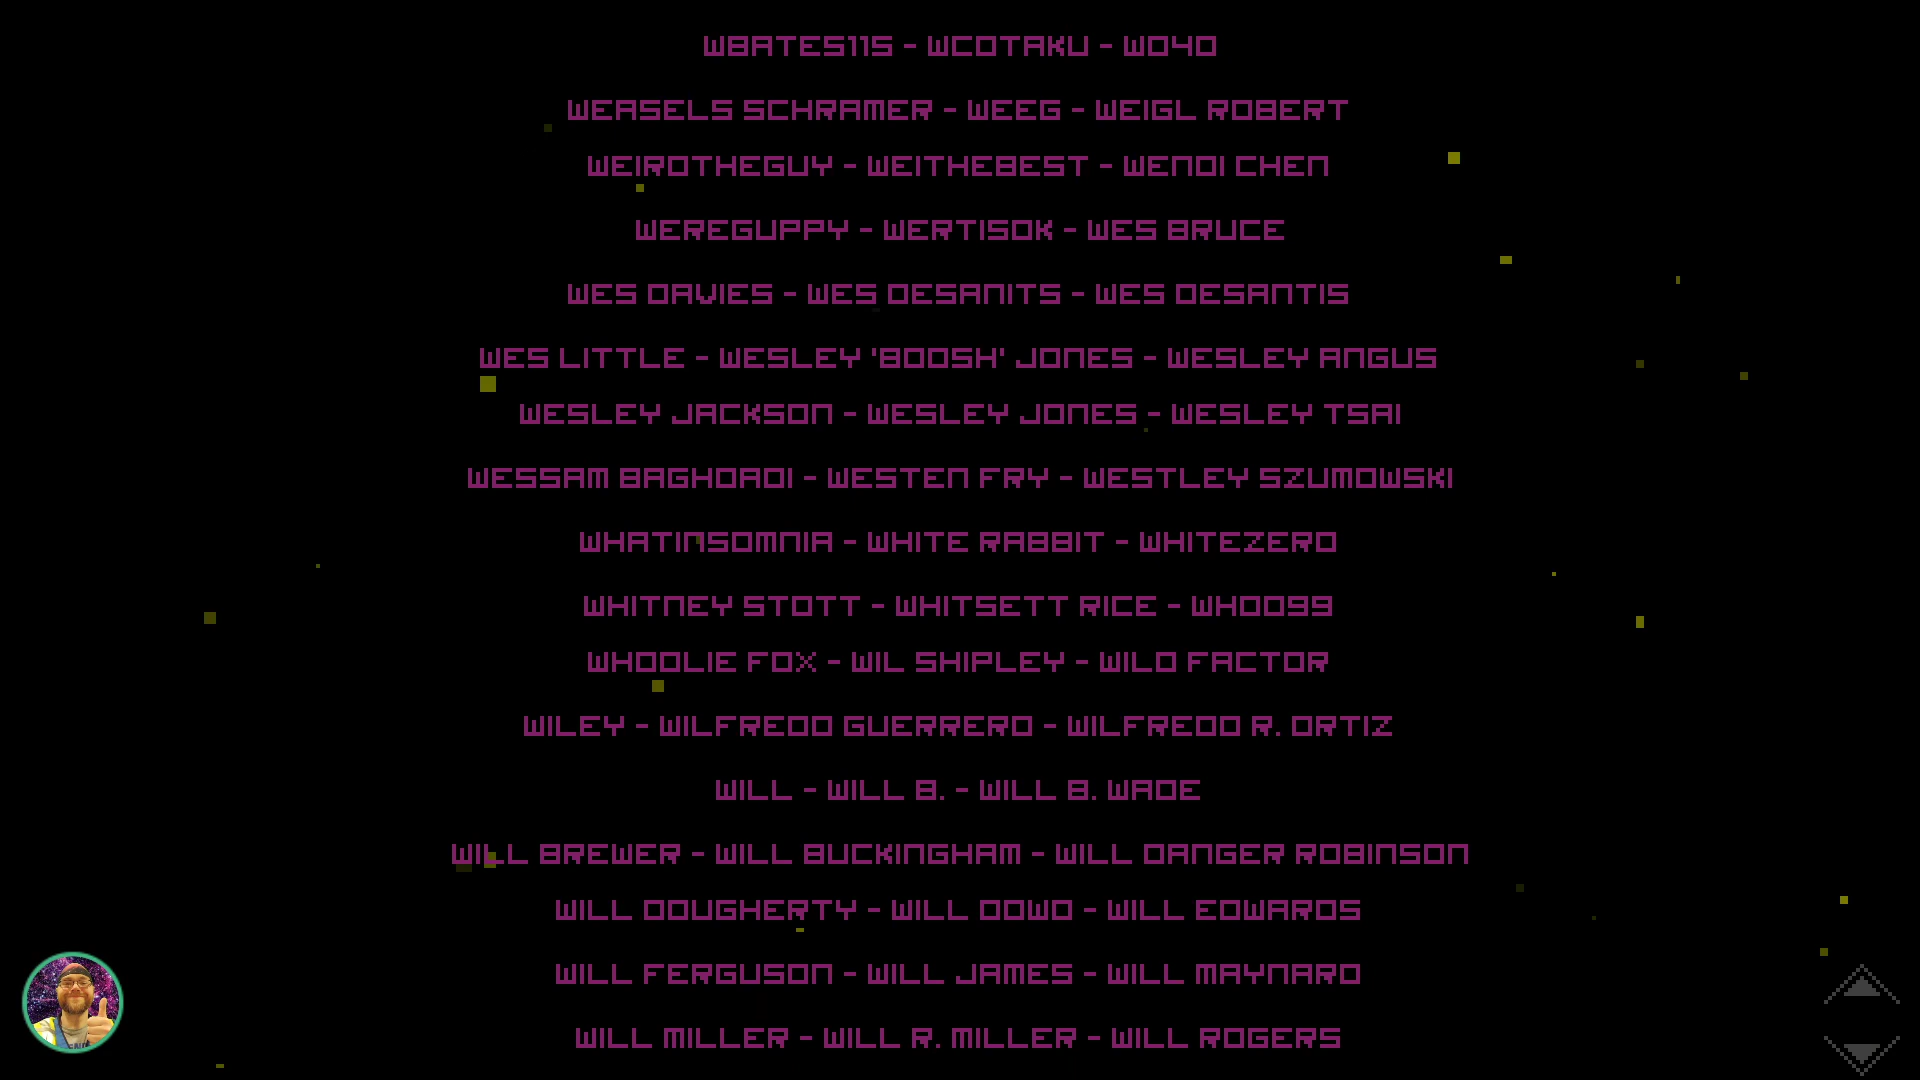 WBATES115 - WCOTAKU - WD40
WEASELS SCHRAMER - WEEG - WEIGL ROBERT
WEIRDTHEGUY - WEITHEBEST - WENDI CHEN
WEREGUPPY - WERTISOK - WES BRUCE
WES DAVIES - WES DESANITS - WES DESANTIS
WES LITTLE - WESLEY 'BOOSH' JONES - WESLEY ANGUS
WESLEY JACKSON - WESLEY JONES - WESLEY TSAI
WESSAM BAGHDADI - WESTEN FRY - WESTLEY SZUMOWSKI
WHATINSOMNIA - WHITE RABBIT - WHITEZERO
WHITNEY STOTT - WHITSETT RICE - WHOO99
WHOOLIE FOX - WIL SHIPLEY - WILD FACTOR
WILEY - WILFREDO GUERRERO - WILFREDO R. ORTIZ
WILL - WILL B. - WILL B. WADE
WILL BREWER - WILL BUCKINGHAM - WILL DANGER ROBINSON
WILL DOUGHERTY - WILL DOWD - WILL EDWARDS
WILL FERGUSON - WILL JAMES - WILL MAYNARD
WILL MILLER - WILL R. MILLER - WILL ROGERS